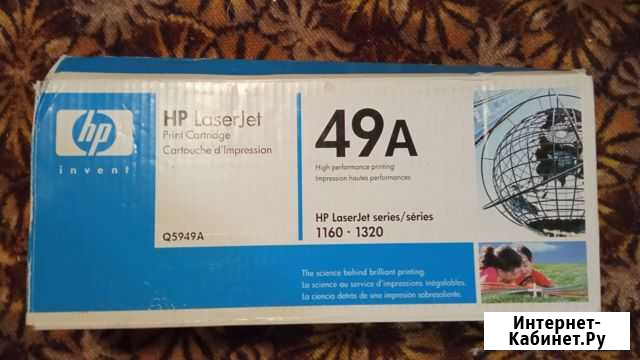 hp
invent
HP LaserJet
Print Cartridge
Cartouche d'Impression
Q5949A
49A
High performance printing
Impression hautes performances
HP LaserJet series/séries
1160 · 1320
The science behind brilliant printing.
La science au service d'impressions inégalables.
La ciencia detrás de una impresión sobresaliente.
Интернет-
Кабинет.Ру